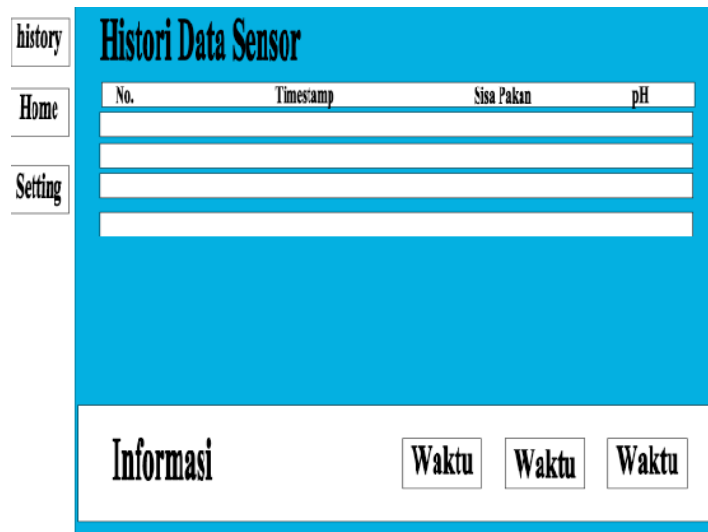 history
Home
Setting
Histori Data Sensor
No. Timestamp Sisa Pakan pH
Informasi
Waktu Waktu Waktu